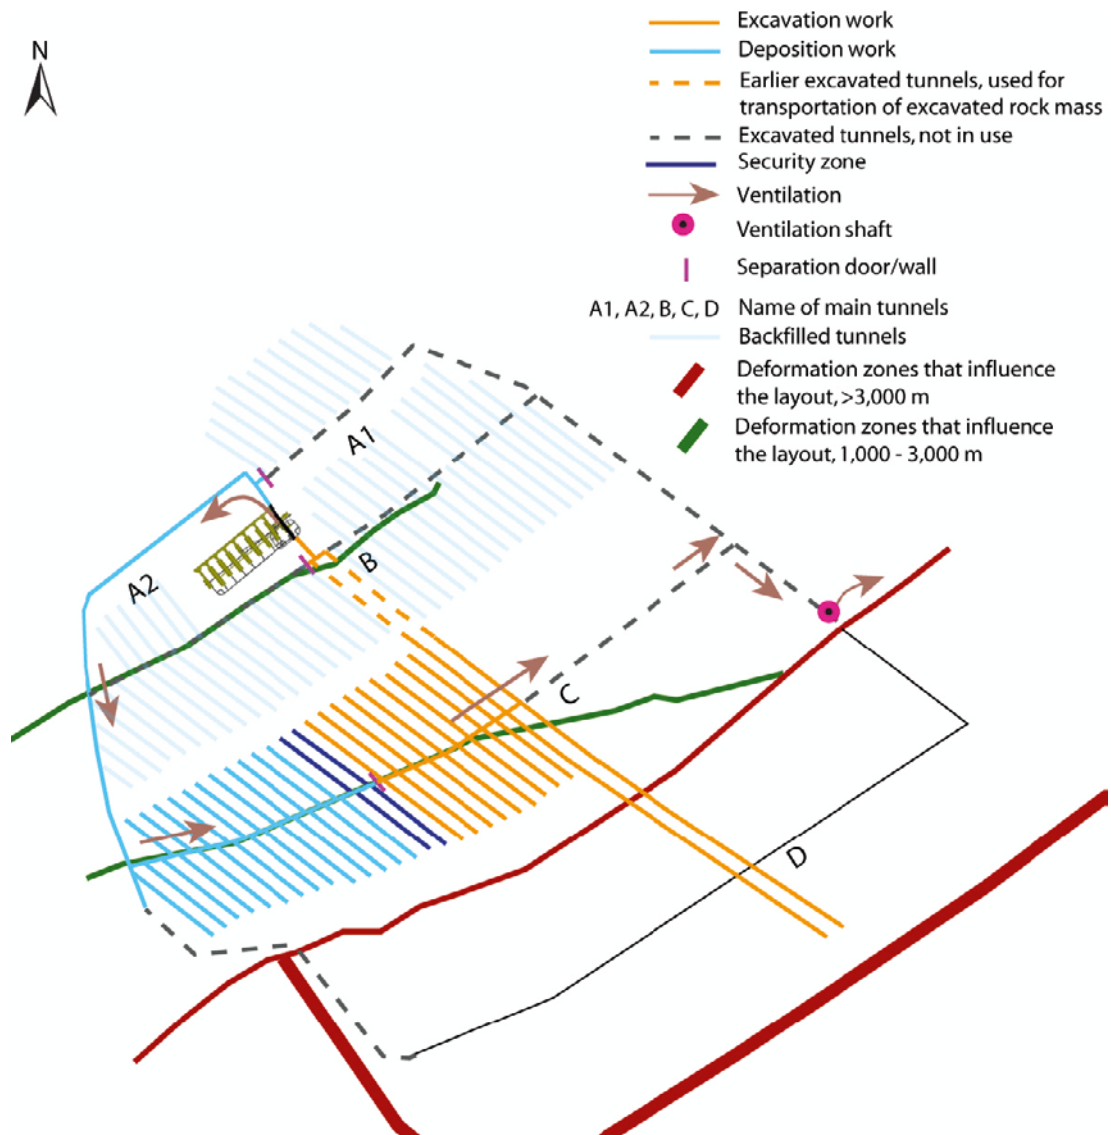 N
Excavation work
Deposition work
Earlier excavated tunnels, used for
transportation of excavated rock mass
Excavated tunnels, not in use
Security zone
Ventilation
Ventilation shaft
Separation door/wall
A1, A2, B, C, D Name of main tunnels
Backfilled tunnels
Deformation zones that influence
the layout, >3,000 m
Deformation zones that influence
the layout, 1,000 - 3,000 m
A1
B
A2
C
D